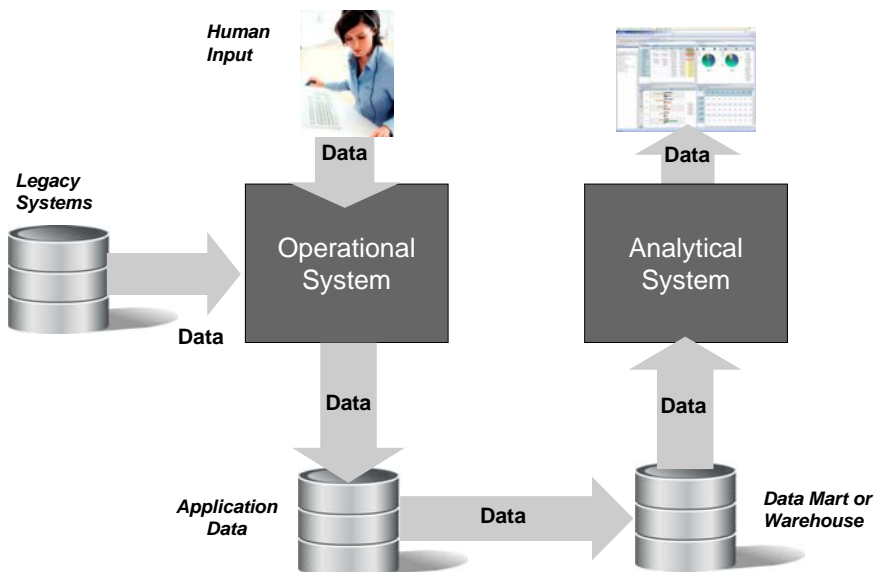 Human
Input
Data
Data
Legacy
Systems
Operational
System
Analytical
System
Data
Data
Data
Application
Data
Data
Data Mart or
Warehouse